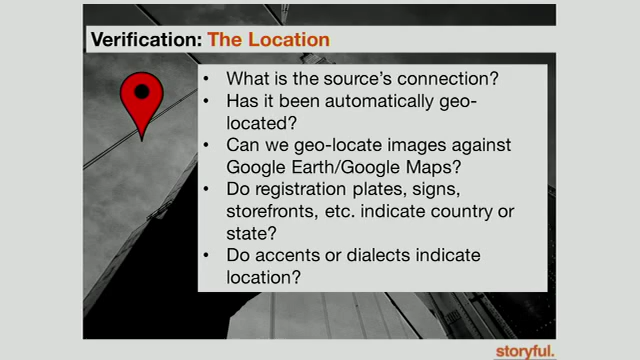 Verification: The Location
• What is the source's connection?
• Has it been automatically geo-
located?
• Can we geo-locate images against
Google Earth/Google Maps?
• Do registration plates, signs,
storefronts, etc. indicate country or
state?
• Do accents or dialects indicate
location?
storyful.